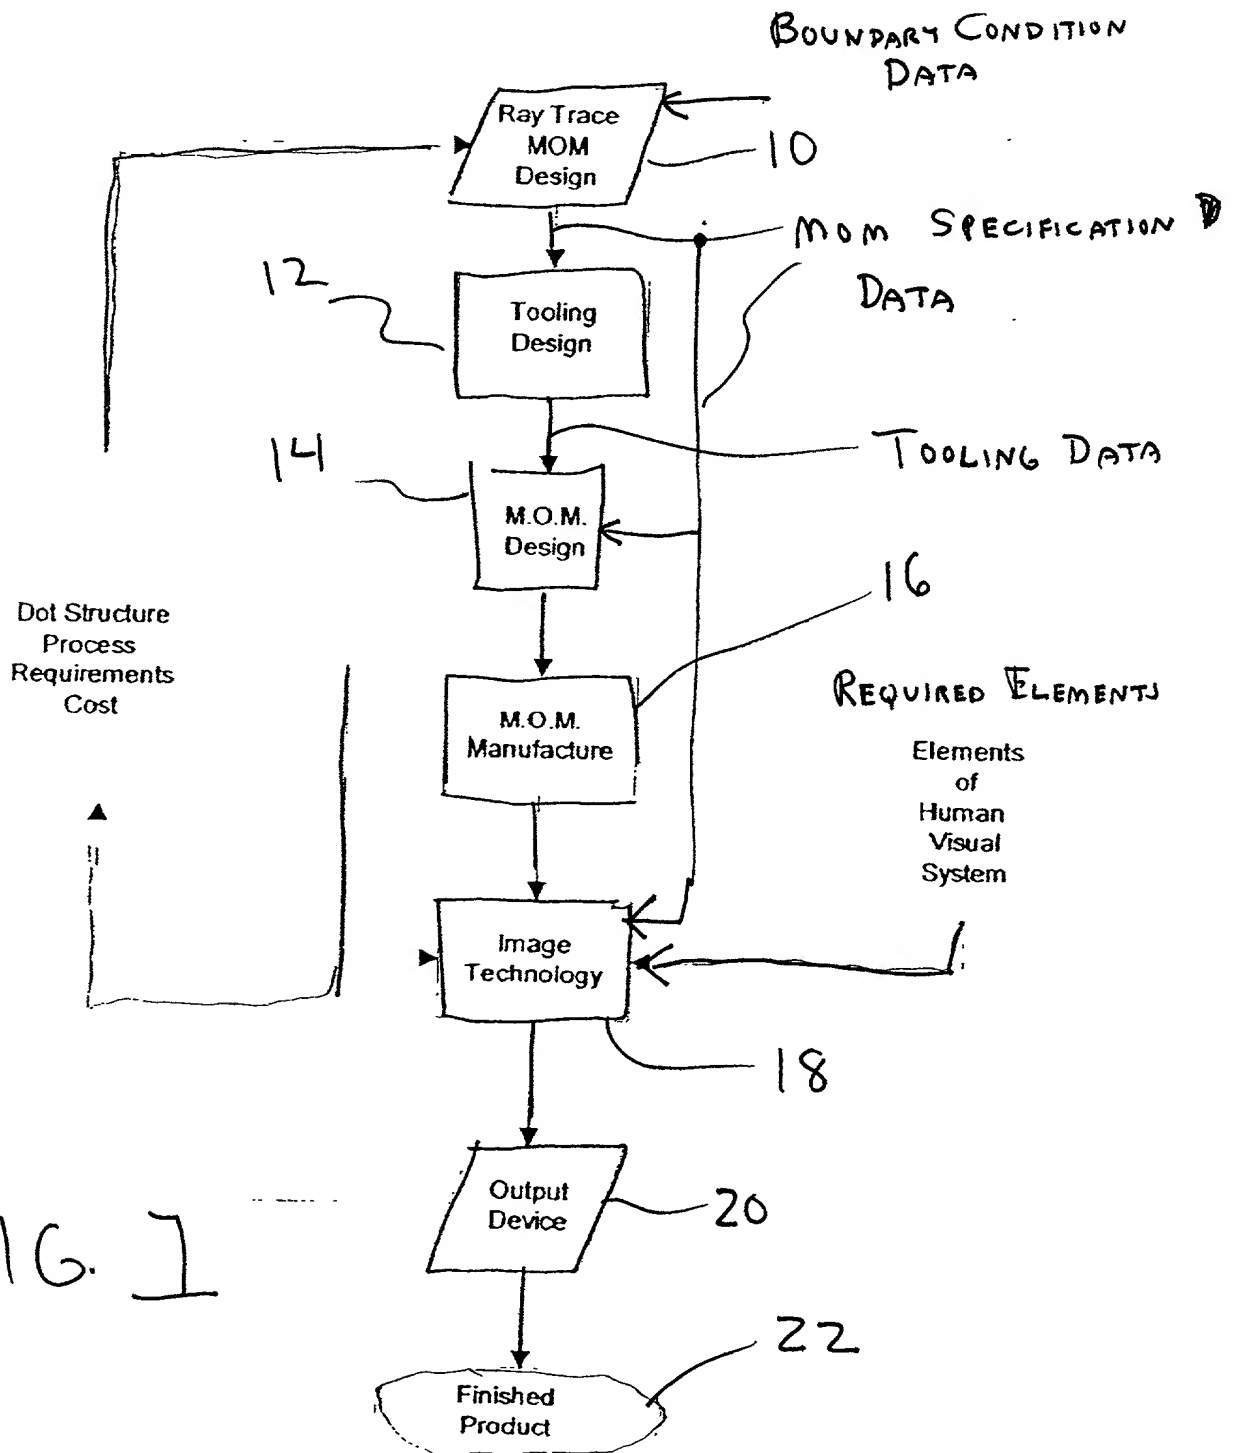 BOUNDARY CONDITION
DATA
Ray Trace
MOM
Design
10
MOM SPECIFICATION
DATA
12
Tooling
Design
14
TOOLING DATA
M.O.M.
Design
16
Dot Structure
Process
Requirements
Cost
M.O.M.
Manufacture
REQUIRED ELEMENTS
Elements
of
Human
Visual
System
Image
Technology
18
Output
Device
20
IG. 1
22
Finished
Product